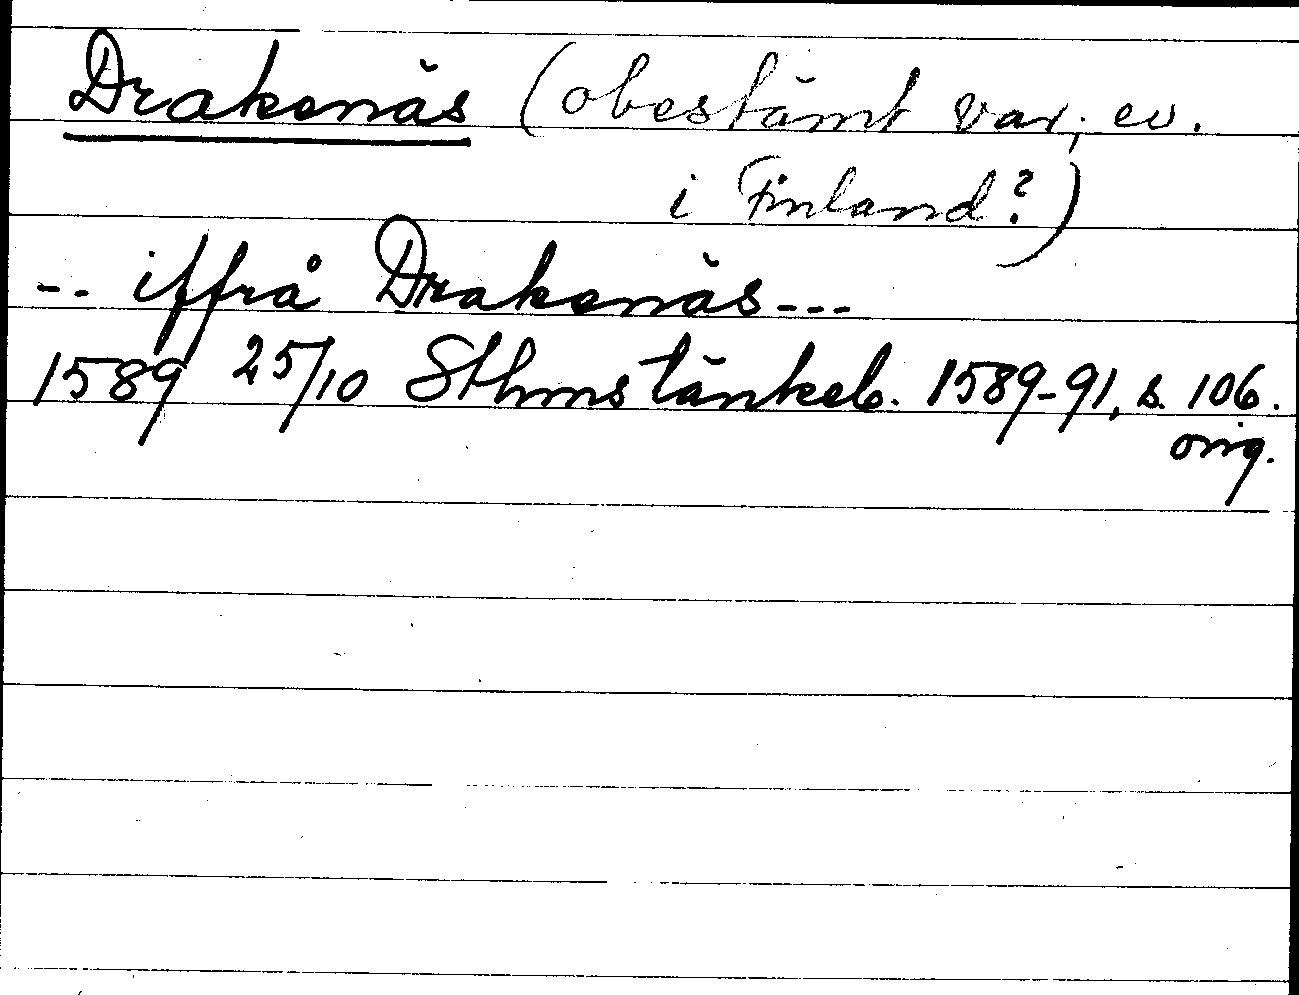 Drakenäs (obestämt var; ev.
i Finland?)
-- iffrå Drakenäs ---
1589 25/10 Sthms tänkeb. 1589-91, s. 106.
orig.